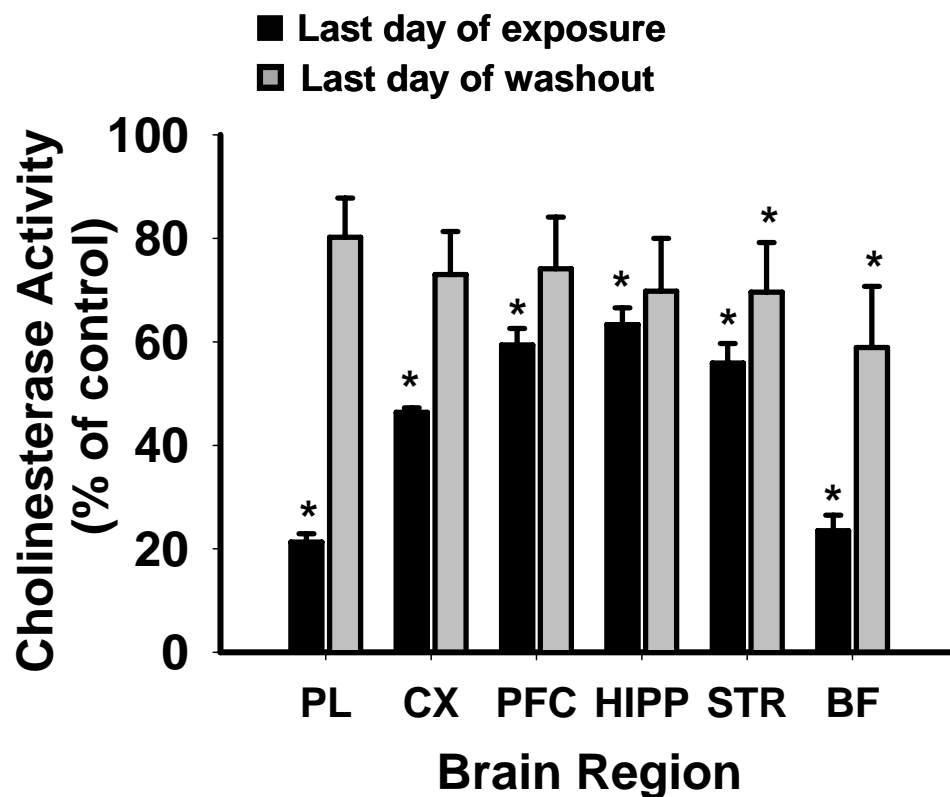 Last day of exposure
Last day of washout
Cholinesterase Activity
(% of control)
100
80
60
40
20
0
* * * * * * * *
PL CX PFC HIPP STR BF
Brain Region